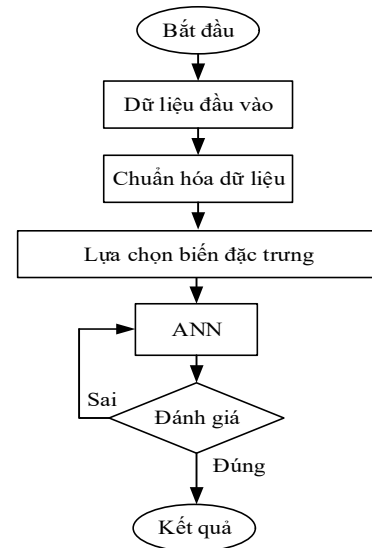 Bắt đầu
Dữ liệu đầu vào
Chuẩn hóa dữ liệu
Lựa chọn biến đặc trưng
ANN
Sai
Đánh giá
Đúng
Kết quả